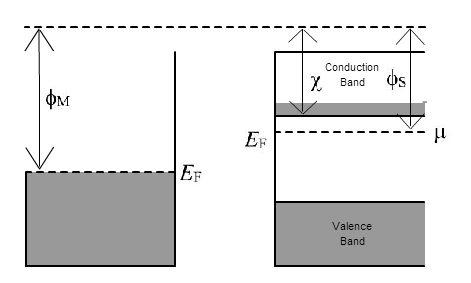 ϕM
EF
Conduction
Band
χ
ϕS
EF
μ
Valence
Band